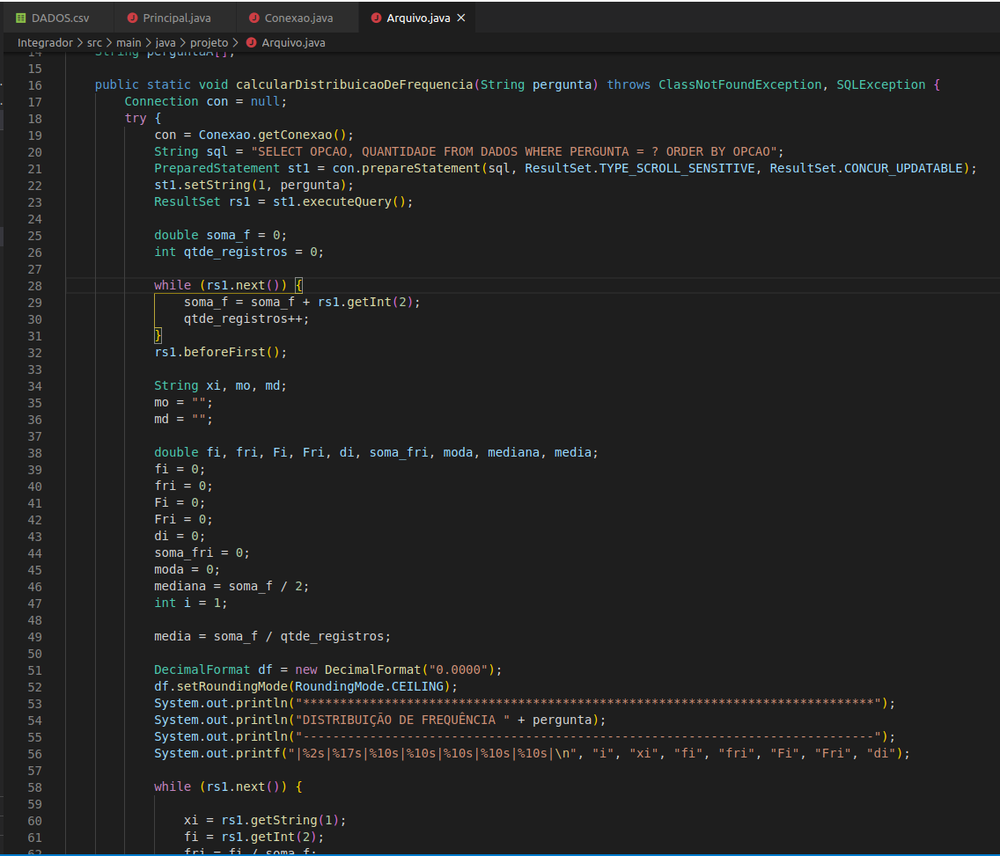 DADOS.csv Principal.java Conexao.java Arquivo.java ×
Integrador > src > main > java > projeto > Arquivo.java
14 String perguntaA[];
15
16 public static void calcularDistribuicaoDeFrequencia(String pergunta) throws ClassNotFoundException, SQLException {
17 Connection con = null;
18 try {
19 con = Conexao.getConexao();
20 String sql = "SELECT OPCAO, QUANTIDADE FROM DADOS WHERE PERGUNTA = ? ORDER BY OPCAO";
21 PreparedStatement st1 = con.prepareStatement(sql, ResultSet.TYPE_SCROLL_SENSITIVE, ResultSet.CONCUR_UPDATABLE);
22 st1.setString(1, pergunta);
23 ResultSet rs1 = st1.executeQuery();
24
25 double soma_f = 0;
26 int qtde_registros = 0;
27
28 while (rs1.next()) {
29 soma_f = soma_f + rs1.getInt(2);
30 qtde_registros++;
31 }
32 rs1.beforeFirst();
33
34 String xi, mo, md;
35 mo = "";
36 md = "";
37
38 double fi, fri, Fi, Fri, di, soma_fri, moda, mediana, media;
39 fi = 0;
40 fri = 0;
41 Fi = 0;
42 Fri = 0;
43 di = 0;
44 soma_fri = 0;
45 moda = 0;
46 mediana = soma_f / 2;
47 int i = 1;
48
49 media = soma_f / qtde_registros;
50
51 DecimalFormat df = new DecimalFormat("0.0000");
52 df.setRoundingMode(RoundingMode.CEILING);
53 System.out.println("*****************************************************************************");
54 System.out.println("DISTRIBUIÇÃO DE FREQUÊNCIA " + pergunta);
55 System.out.println("-----------------------------------------------------------------------------");
56 System.out.printf("|%2s|%17s|%10s|%10s|%10s|%10s|%10s|\n", "i", "xi", "fi", "fri", "Fi", "Fri", "di");
57
58 while (rs1.next()) {
59
60 xi = rs1.getString(1);
61 fi = rs1.getInt(2);
62 fri = fi / soma_f;